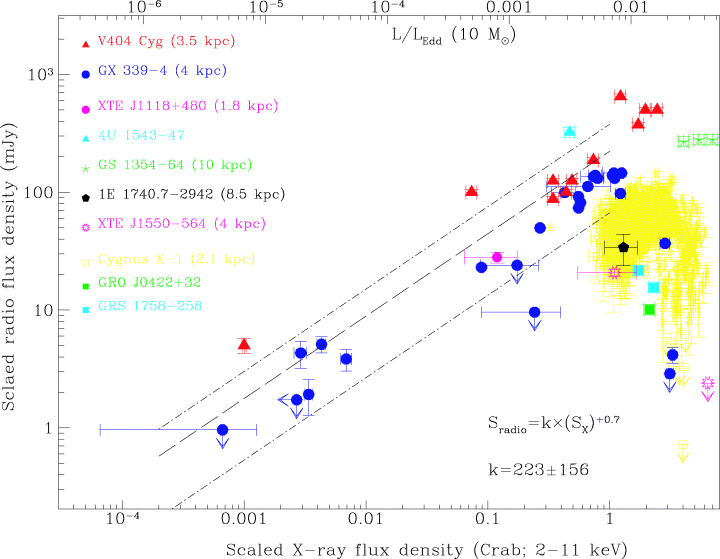 10⁻⁶ 10⁻⁵ 10⁻⁴ 0.001 0.01
L/L_Edd (10 M_⊙)
V404 Cyg (3.5 kpc)
GX 339-4 (4 kpc)
XTE J1118+480 (1.8 kpc)
4U 1543-47
GS 1354-64 (10 kpc)
1E 1740.7-2942 (8.5 kpc)
XTE J1550-564 (4 kpc)
Cygnus X-1 (2.1 kpc)
GRO J0422+32
GRS 1758-258
Sclaed radio flux density (mJy)
10³
100
10
1
S_radio=k×(S_X)^+0.7
k=223±156
10⁻⁴ 0.001 0.01 0.1 1
Scaled X-ray flux density (Crab; 2-11 keV)